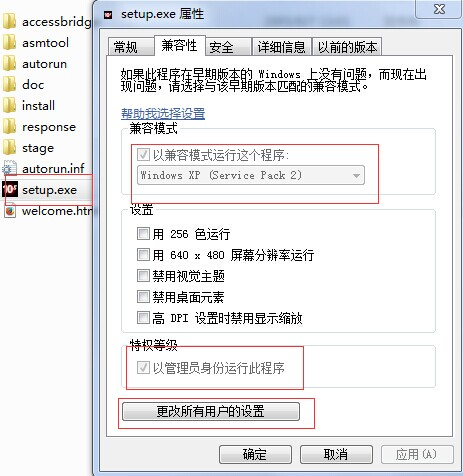 accessbridge
asmtool
autorun
doc
install
response
stage
autorun.inf
setup.exe
welcome.htm
setup.exe 属性
常规 兼容性 安全 详细信息 以前的版本
如果此程序在早期版本的 Windows 上没有问题,而现在出
现问题,请选择与该早期版本匹配的兼容模式。
帮助我选择设置
兼容模式
以兼容模式运行这个程序:
Windows XP (Service Pack 2)
设置
用 256 色运行
用 640 x 480 屏幕分辨率运行
禁用视觉主题
禁用桌面元素
高 DPI 设置时禁用显示缩放
特权等级
以管理员身份运行此程序
更改所有用户的设置
确定 取消 应用(A)